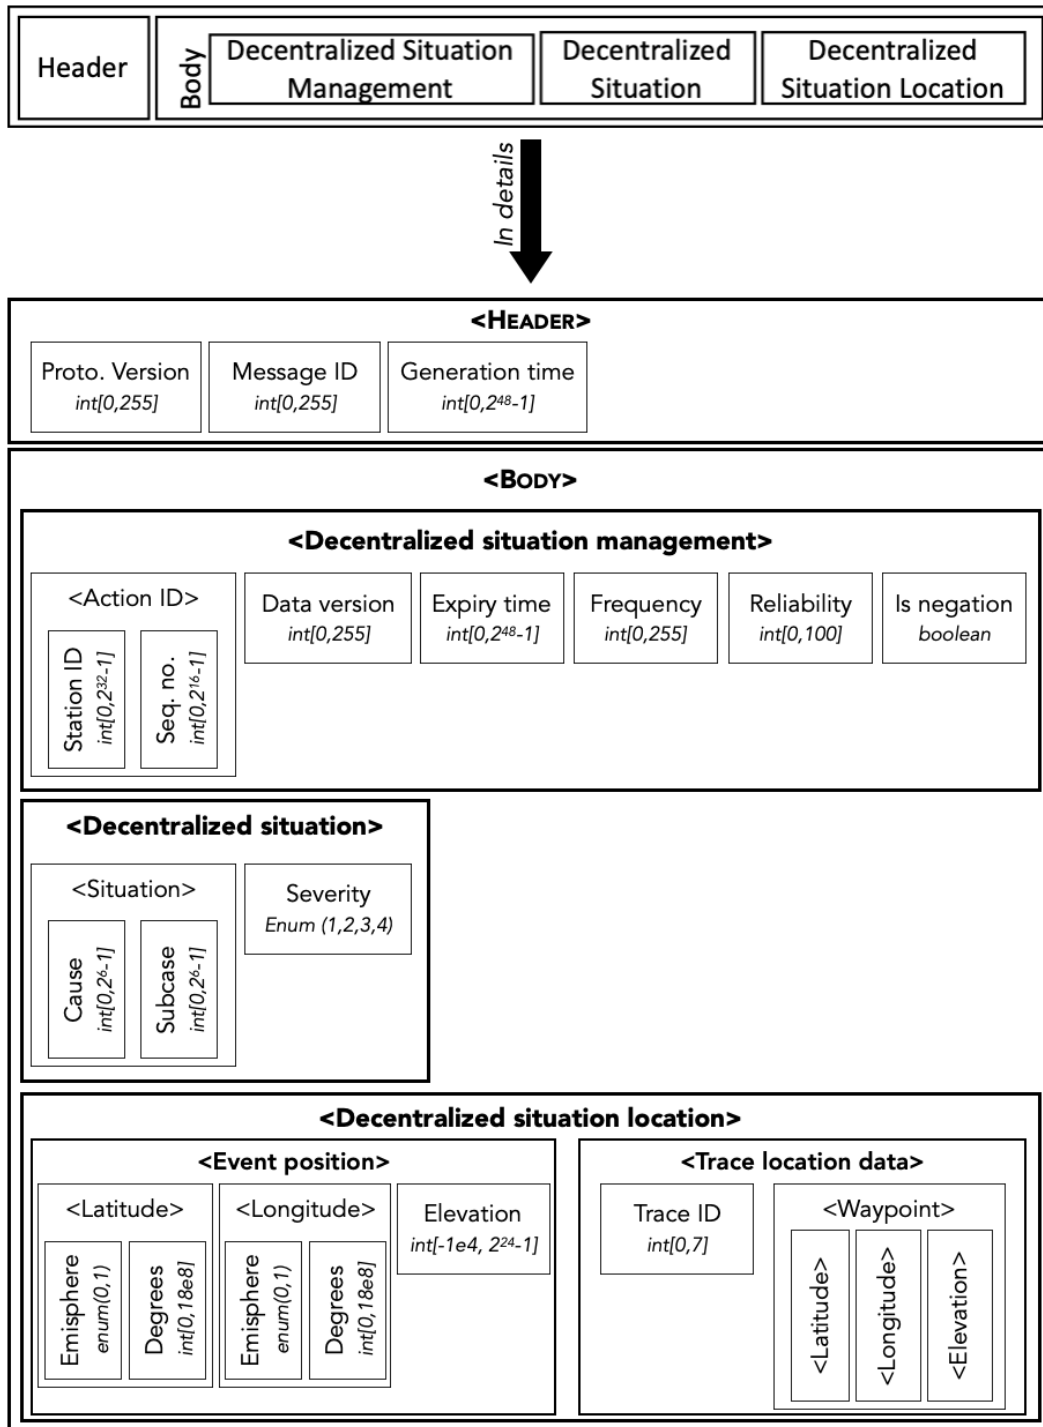 Header
Body
Decentralized Situation
Management
Decentralized
Situation
Decentralized
Situation Location
In details
<HEADER>
Proto. Version
int[0,255]
Message ID
int[0,255]
Generation time
int[0,2⁴⁸-1]
<BODY>
<Decentralized situation management>
<Action ID>
Station ID
int[0,2³²-1]
Seq. no.
int[0,2¹⁶-1]
Data version
int[0,255]
Expiry time
int[0,2⁴⁸-1]
Frequency
int[0,255]
Reliability
int[0,100]
Is negation
boolean
<Decentralized situation>
<Situation>
Cause
int[0,2⁶-1]
Subcase
int[0,2⁶-1]
Severity
Enum (1,2,3,4)
<Decentralized situation location>
<Event position>
<Latitude>
Emisphere
enum(0,1)
Degrees
int[0,18e8]
<Longitude>
Emisphere
enum(0,1)
Degrees
int[0,18e8]
Elevation
int[-1e4, 2²⁴-1]
<Trace location data>
Trace ID
int[0,7]
<Waypoint>
<Latitude>
<Longitude>
<Elevation>